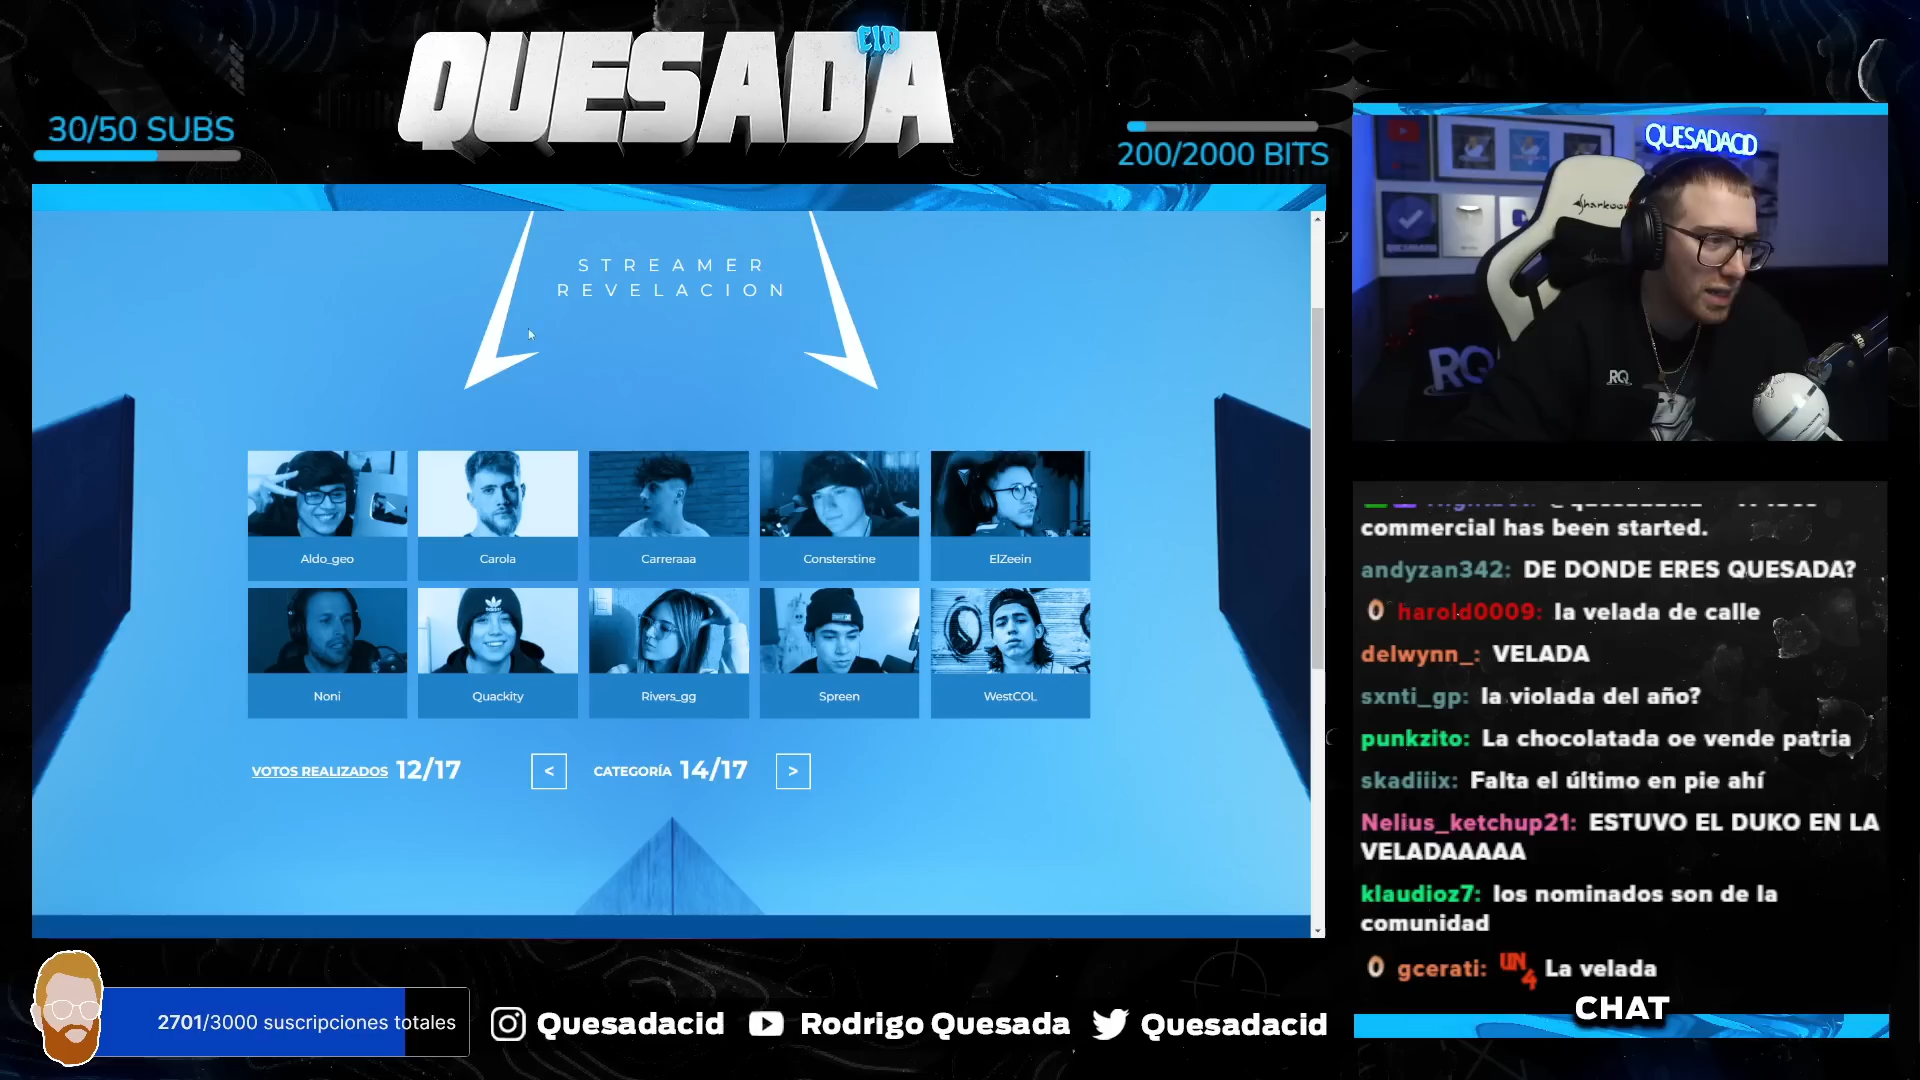 QUESADA
CID
30/50 SUBS
200/2000 BITS
STREAMER
REVELACION
Aldo_geo
Carola
Carreraaa
Consterstine
ElZeein
Noni
Quackity
Rivers_gg
Spreen
WestCOL
VOTOS REALIZADOS 12/17
<
CATEGORÍA 14/17
>
QUESADACID
Sharkoon
RQ
RQ
commercial has been started.
andyzan342: DE DONDE ERES QUESADA?
harold0009: la velada de calle
delwynn_: VELADA
sxnti_gp: la violada del año?
punkzito: La chocolatada oe vende patria
skadiiix: Falta el último en pie ahí
Nelius_ketchup21: ESTUVO EL DUKO EN LA
VELADAAAAA
klaudioz7: los nominados son de la
comunidad
gcerati: UN4 La velada
CHAT
2701/3000 suscripciones totales
Quesadacid
Rodrigo Quesada
Quesadacid